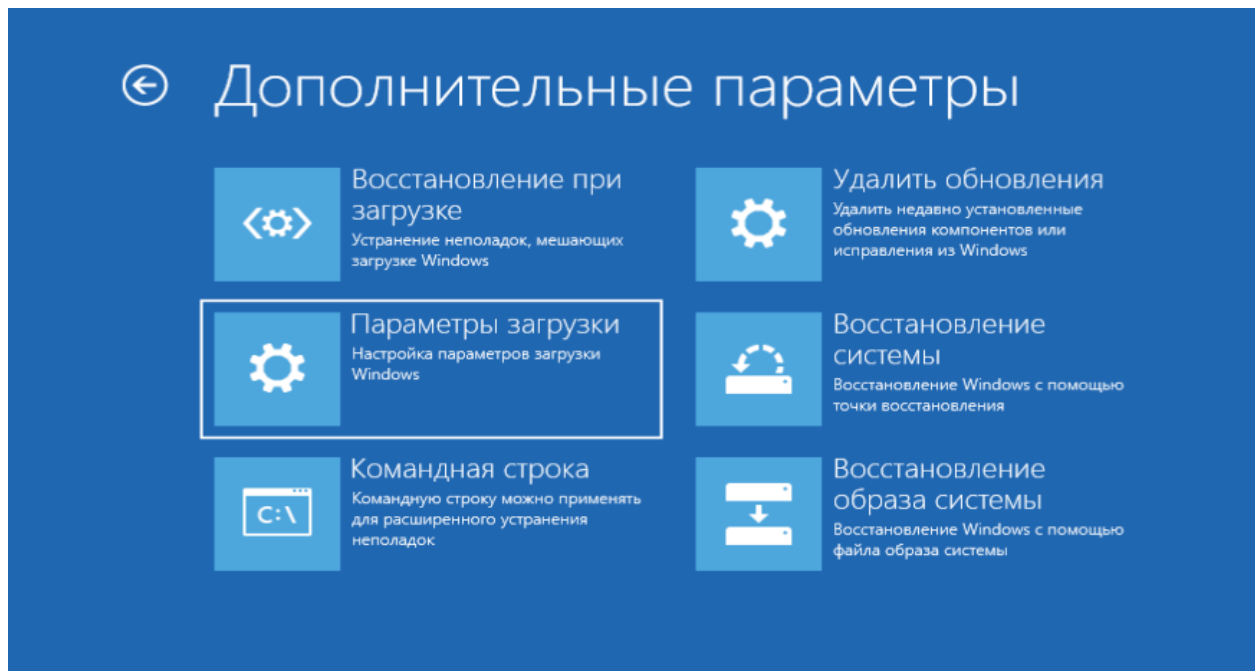 Дополнительные параметры
Восстановление при
загрузке
Устранение неполадок, мешающих
загрузке Windows
Параметры загрузки
Настройка параметров загрузки
Windows
Командная строка
Командную строку можно применять
для расширенного устранения
неполадок
C:\
Удалить обновления
Удалить недавно установленные
обновления компонентов или
исправления из Windows
Восстановление
системы
Восстановление Windows с помощью
точки восстановления
Восстановление
образа системы
Восстановление Windows с помощью
файла образа системы